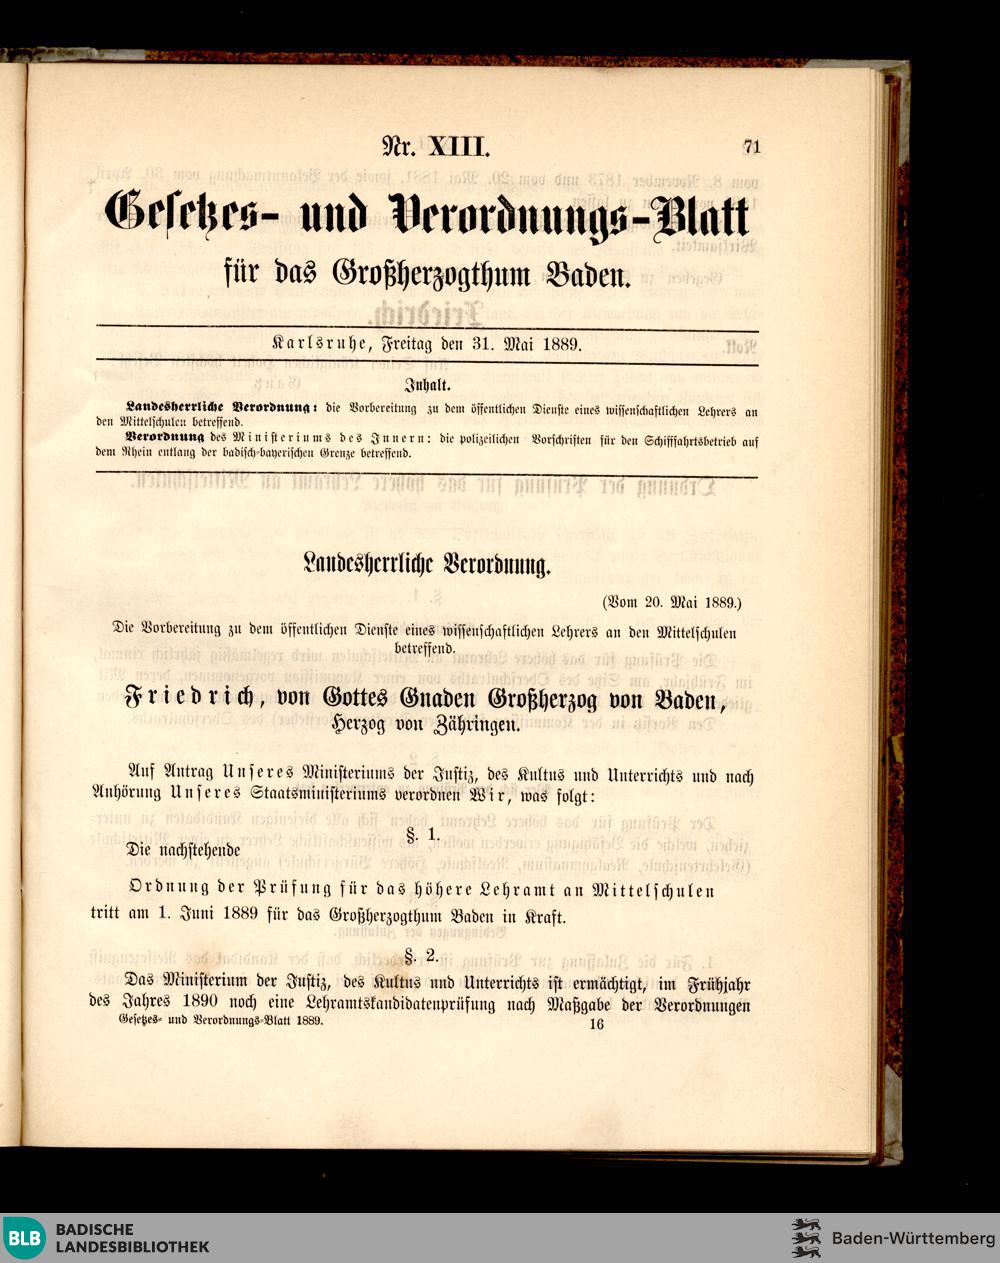 Nr. XIII.
71
Gesetzes- und Verordnungs-Blatt
für das Großherzogthum Baden.
Karlsruhe, Freitag den 31. Mai 1889.
Inhalt.
Landesherrliche Verordnung: die Vorbereitung zu dem öffentlichen Dienste eines wissenschaftlichen Lehrers an
den Mittelschulen betreffend.
Verordnung des Ministeriums des Innern: die polizeilichen Vorschriften für den Schifffahrtsbetrieb auf
dem Rhein entlang der badisch-bayerischen Grenze betreffend.
Landesherrliche Verordnung.
(Vom 20. Mai 1889.)
Die Vorbereitung zu dem öffentlichen Dienste eines wissenschaftlichen Lehrers an den Mittelschulen
betreffend.
Friedrich, von Gottes Gnaden Großherzog von Baden,
Herzog von Zähringen.
Auf Antrag Unseres Ministeriums der Justiz, des Kultus und Unterrichts und nach
Anhörung Unseres Staatsministeriums verordnen Wir, was folgt:
§. 1.
Die nachstehende
Ordnung der Prüfung für das höhere Lehramt an Mittelschulen
tritt am 1. Juni 1889 für das Großherzogthum Baden in Kraft.
§. 2.
Das Ministerium der Justiz, des Kultus und Unterrichts ist ermächtigt, im Frühjahr
des Jahres 1890 noch eine Lehramtskandidatenprüfung nach Maßgabe der Verordnungen
Gesetzes- und Verordnungs-Blatt 1889.
16
BLB
BADISCHE
LANDESBIBLIOTHEK
Baden-Württemberg